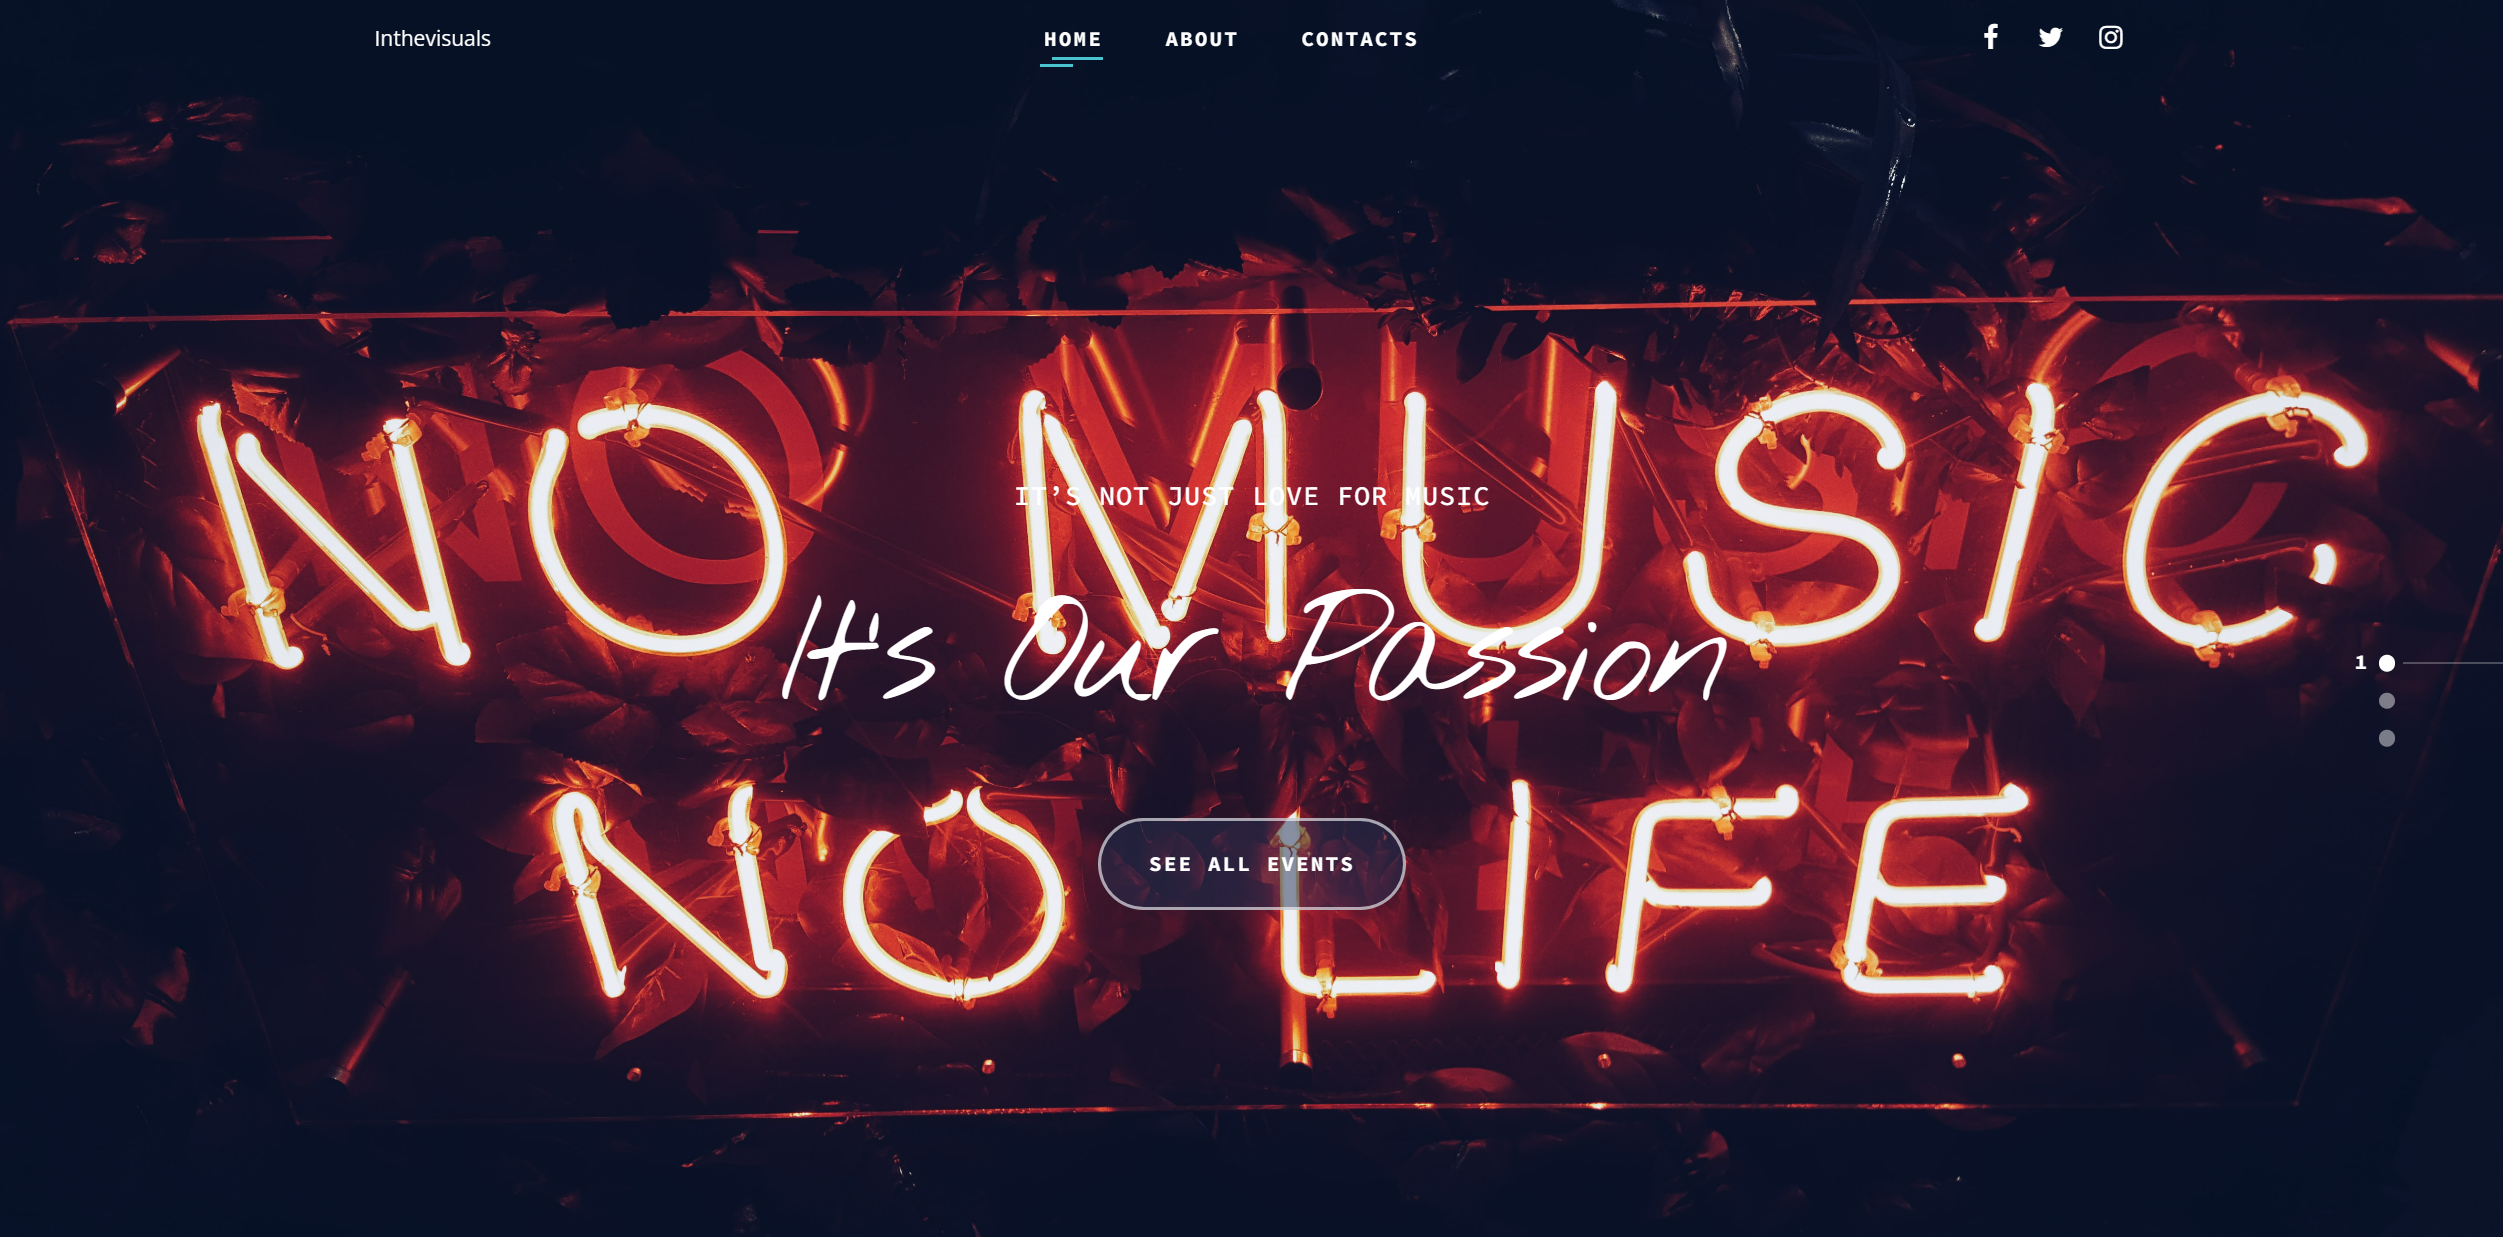 Inthevisuals
HOME ABOUT CONTACTS
NO MUSIC
IT’S NOT JUST LOVE FOR MUSIC
It's Our Passion
1
NO LIFE
SEE ALL EVENTS